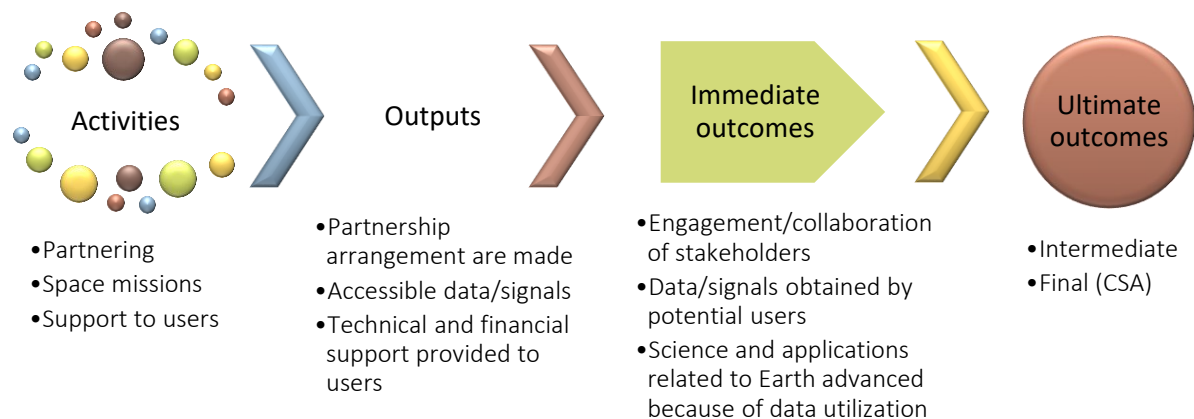 Activities
•Partnering
•Space missions
•Support to users
Outputs
•Partnership
arrangement are made
•Accessible data/signals
•Technical and financial
support provided to
users
Immediate
outcomes
•Engagement/collaboration
of stakeholders
•Data/signals obtained by
potential users
•Science and applications
related to Earth advanced
because of data utilization
Ultimate
outcomes
•Intermediate
•Final (CSA)